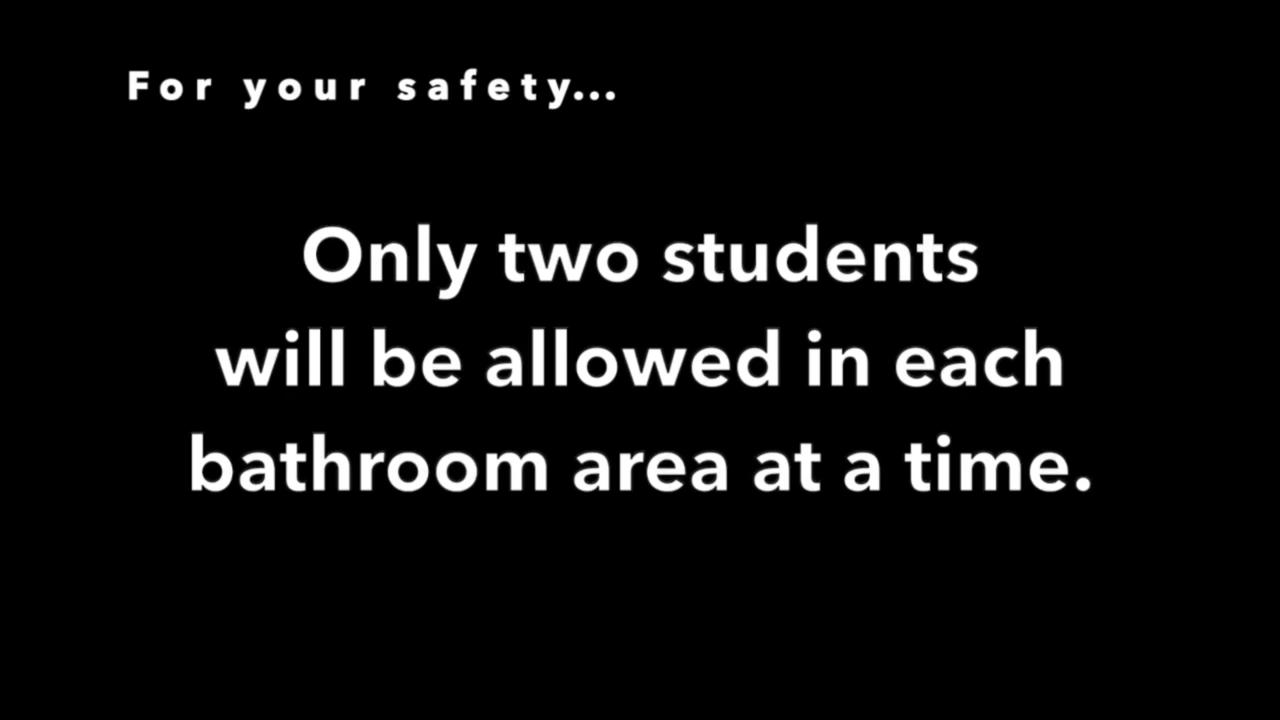 For your safety...
Only two students
will be allowed in each
bathroom area at a time.